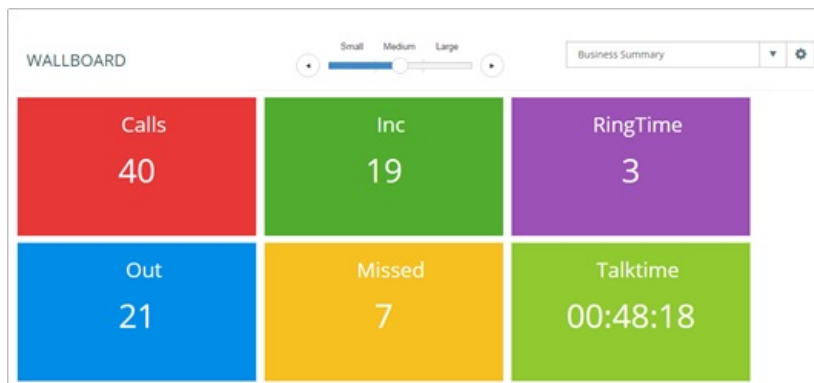 Small Medium Large
WALLBOARD
Business Summary
Calls
40
Inc
19
RingTime
3
Out
21
Missed
7
Talktime
00:48:18